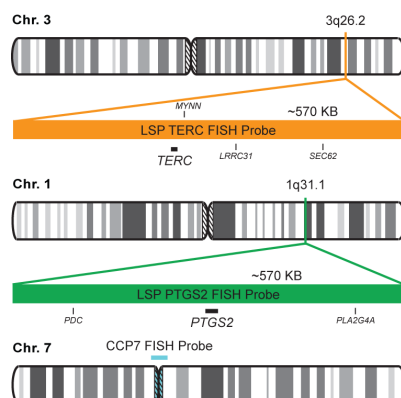 Chr. 3
3q26.2
MYNN
~570 KB
LSP TERC FISH Probe
TERC
LRRC31
SEC62
Chr. 1
1q31.1
~570 KB
LSP PTGS2 FISH Probe
PDC
PTGS2
PLA2G4A
Chr. 7
CCP7 FISH Probe